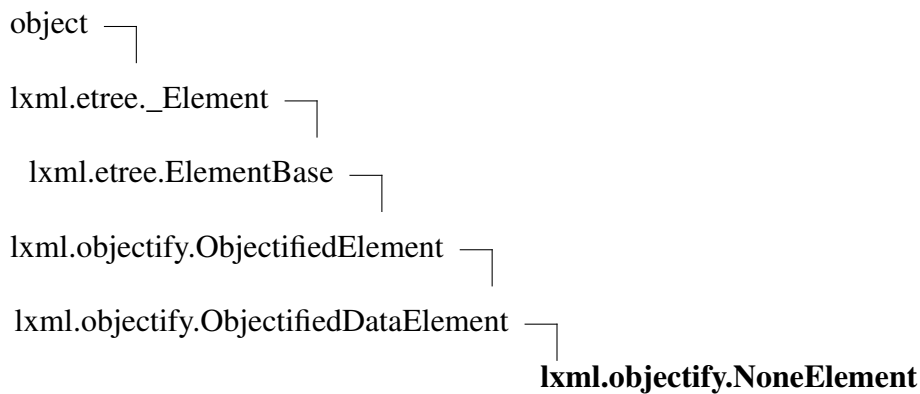 object
lxml.etree._Element
lxml.etree.ElementBase
lxml.objectify.ObjectifiedElement
lxml.objectify.ObjectifiedDataElement
lxml.objectify.NoneElement